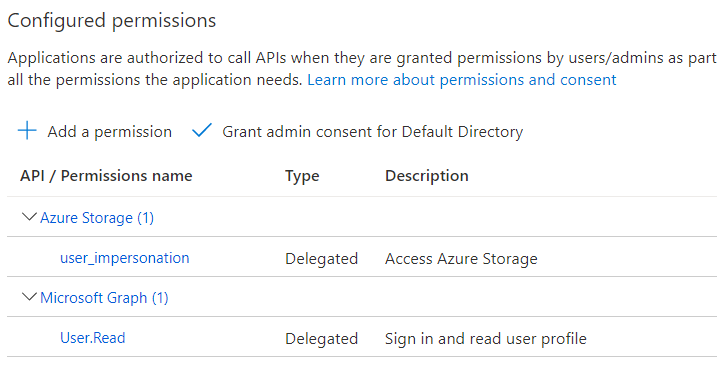 Configured permissions
Applications are authorized to call APIs when they are granted permissions by users/admins as part
all the permissions the application needs. Learn more about permissions and consent
Add a permission Grant admin consent for Default Directory
API / Permissions name Type Description
Azure Storage (1)
user_impersonation Delegated Access Azure Storage
Microsoft Graph (1)
User.Read Delegated Sign in and read user profile